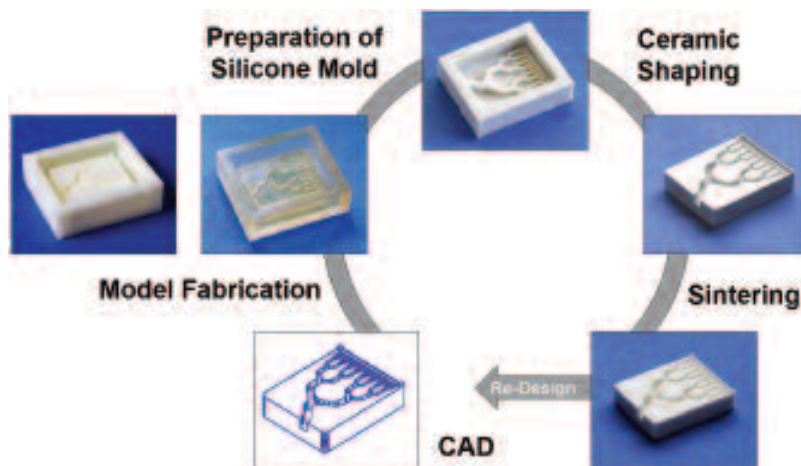 Preparation of
Silicone Mold
Ceramic
Shaping
Model Fabrication
Sintering
Re-Design
CAD